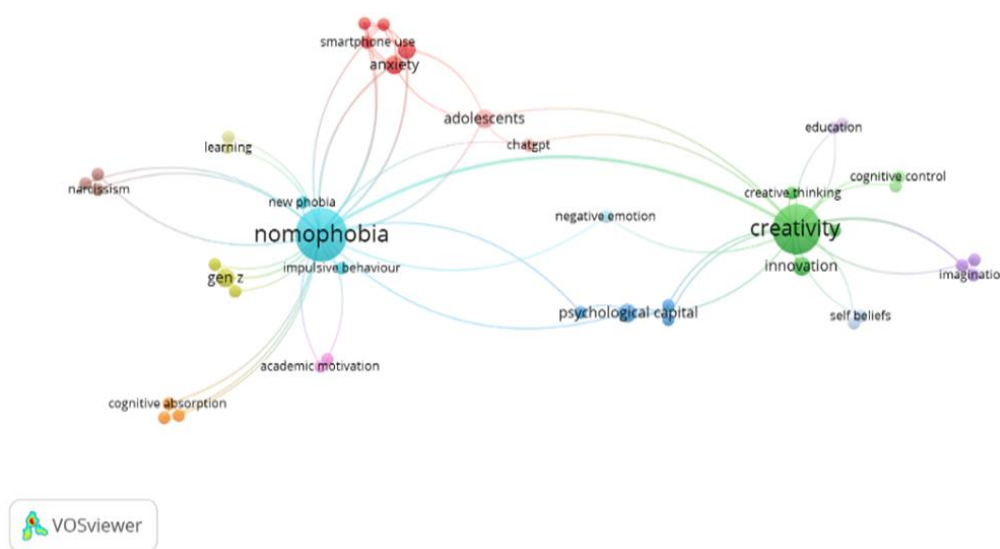 smartphone use
anxiety
adolescents
chatgpt
education
learning
cognitive control
narcissism
creative thinking
new phobia
negative emotion
nomophobia
creativity
impulsive behaviour
innovation
gen z
imaginatio
psychological capital
self beliefs
academic motivation
cognitive absorption
VOSviewer